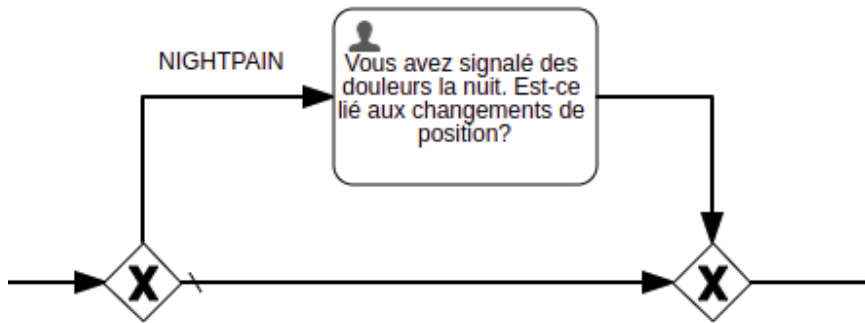 NIGHTPAIN
Vous avez signalé des
douleurs la nuit. Est-ce
lié aux changements de
position?
X
X